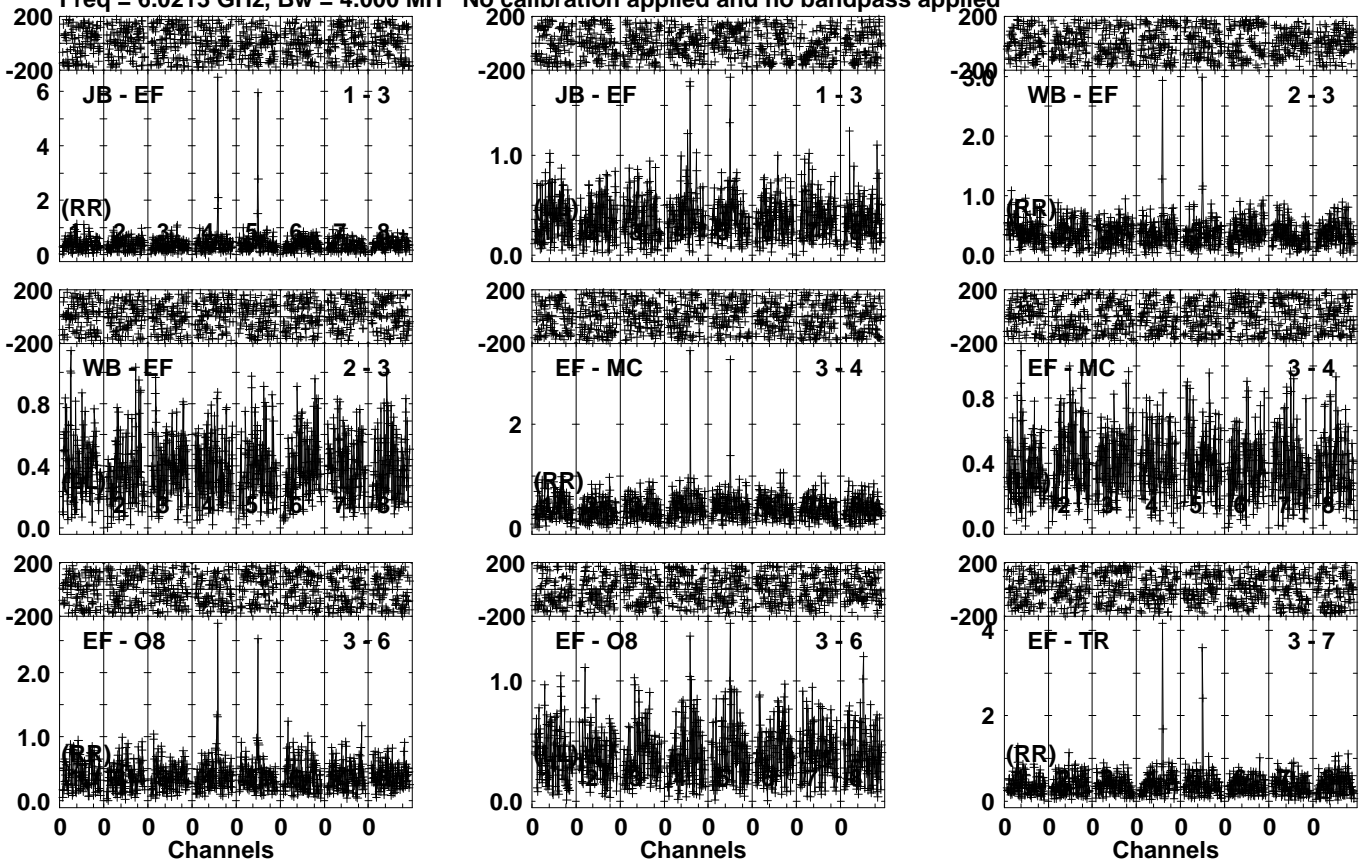 Freq = 6.0213 GHz, Bw = 4.000 MH No calibration applied and no bandpass applied
200 200 200
-200 -200 -200
JB - EF 1 - 3 JB - EF 1 - 3 WB - EF 2 - 3
6 3.0
4 1.0 2.0
2 1.0
(RR) (RR)
1 2 3 4 5 6 7 8
0 0.0 0.0
200 200 200
-200 -200 -200
WB - EF 2 - 3 EF - MC 3 - 4 EF - MC 3 - 4
0.8 2 0.8
0.4 0.4
(RR)
1 2 3 4 5 6 7 8 1 2 3 4 5 6 7 8
0.0 0 0.0
200 200 200
-200 -200 -200
EF - O8 3 - 6 EF - O8 3 - 6 EF - TR 3 - 7
2.0 4
1.0 1.0 2
(RR) (RR)
0.0 0.0 0
0 0 0 0 0 0 0 0 0 0 0 0 0 0 0 0 0 0 0 0 0 0 0 0
Channels Channels Channels